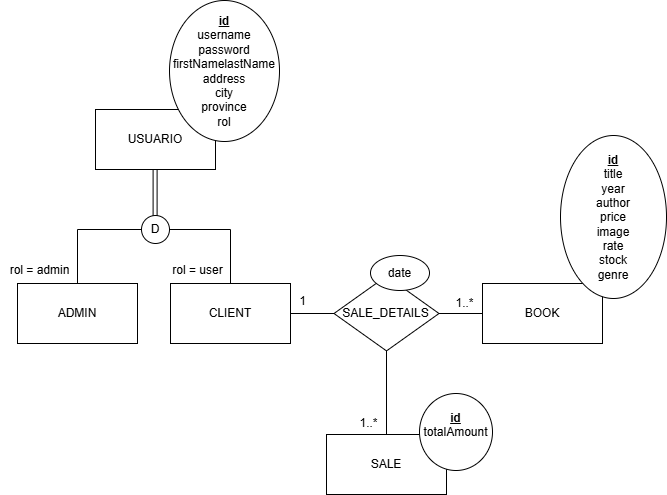 id
username
password
firstNamelastName
address
city
province
rol
USUARIO
D
rol = admin
rol = user
ADMIN
CLIENT
1
date
SALE_DETAILS
1..*
BOOK
id
title
year
author
price
image
rate
stock
genre
1..*
SALE
id
totalAmount